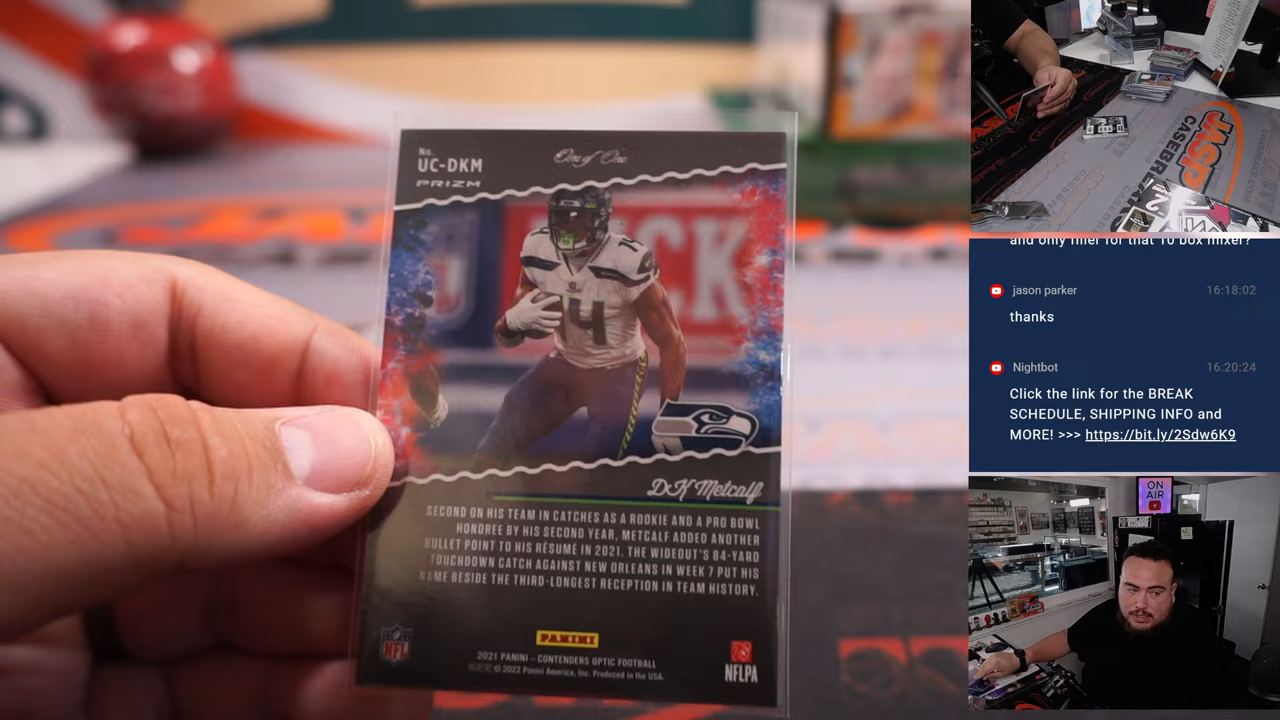 No.
UC-DKM
PRIZM
One of One
14
DK Metcalf
SECOND ON HIS TEAM IN CATCHES AS A ROOKIE AND A PRO BOWL
HONOREE BY HIS SECOND YEAR, METCALF ADDED ANOTHER
BULLET POINT TO HIS RÉSUMÉ IN 2021. THE WIDEOUT'S 84-YARD
TOUCHDOWN CATCH AGAINST NEW ORLEANS IN WEEK 7 PUT HIS
NAME BESIDE THE THIRD-LONGEST RECEPTION IN TEAM HISTORY.
NFL
PANINI
2021 PANINI – CONTENDERS OPTIC FOOTBALL
© 2022 Panini America, Inc. Produced in the USA.
NFLPA
JASP
CASEBREA
and only filler for that 10 box mixer?
jason parker 16:18:02
thanks
Nightbot 16:20:24
Click the link for the BREAK
SCHEDULE, SHIPPING INFO and
MORE! >>> https://bit.ly/2Sdw6K9
ON
AIR